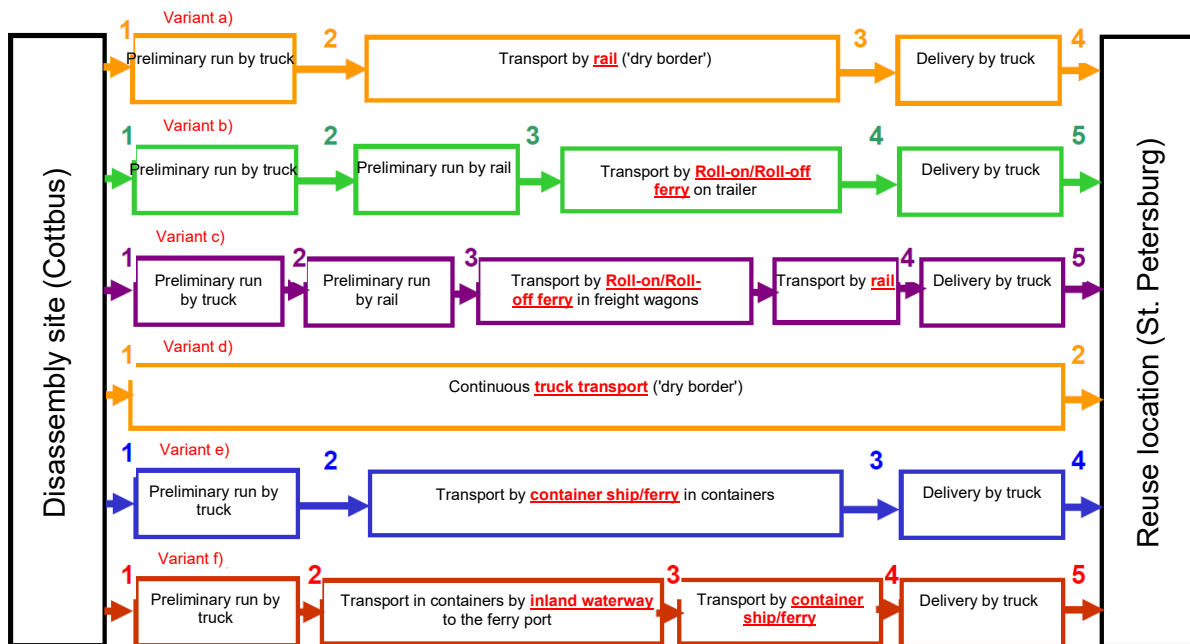 Disassembly site (Cottbus)
Variant a)
1
2
3
4
Preliminary run by truck
Transport by rail ('dry border')
Delivery by truck
Variant b)
1
2
3
4
5
Preliminary run by truck
Preliminary run by rail
Transport by Roll-on/Roll-off
ferry on trailer
Delivery by truck
Variant c)
1
2
3
4
5
Preliminary run
by truck
Preliminary run
by rail
Transport by Roll-on/Roll-
off ferry in freight wagons
Transport by rail
Delivery by truck
Variant d)
1
2
Continuous truck transport ('dry border')
Variant e)
1
2
3
4
Preliminary run by
truck
Transport by container ship/ferry in containers
Delivery by truck
Variant f)
1
2
3
4
5
Preliminary run by
truck
Transport in containers by inland waterway
to the ferry port
Transport by container
ship/ferry
Delivery by truck
Reuse location (St. Petersburg)